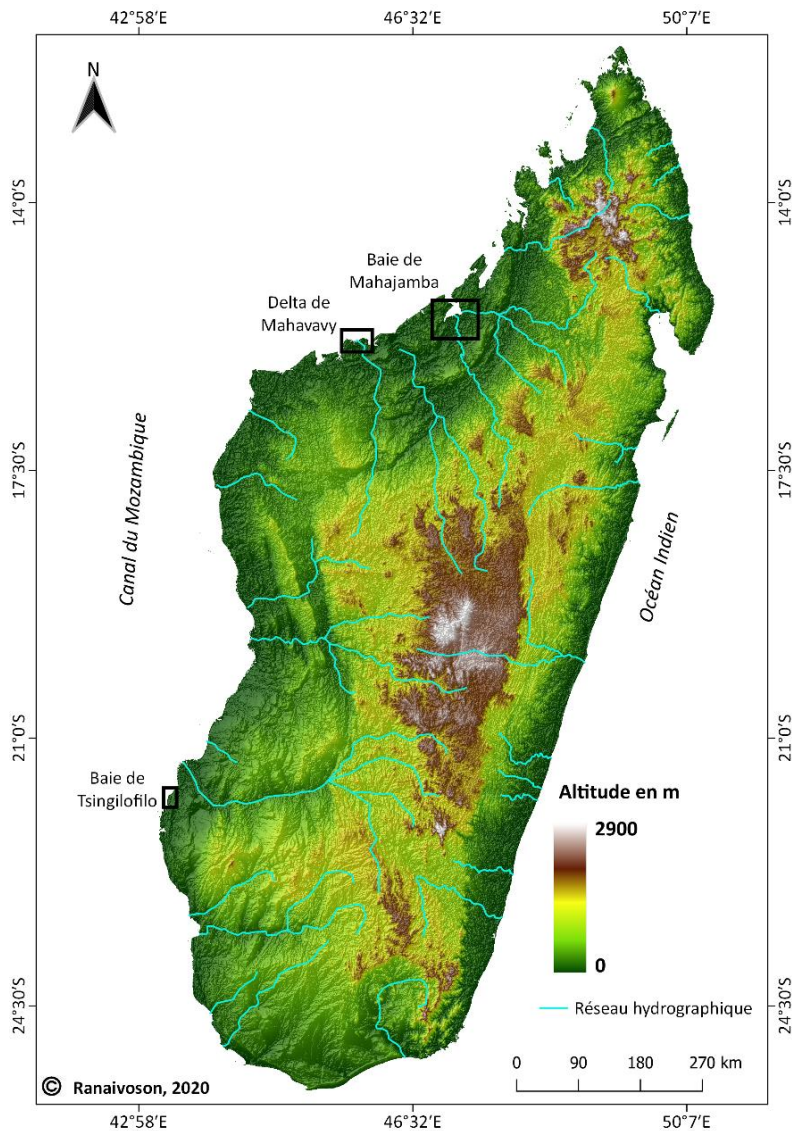 42°58′E 46°32′E 50°7′E
N
14°0′S 14°0′S
Baie de
Mahajamba
Delta de
Mahavavy
17°30′S 17°30′S
Canal du Mozambique
Océan Indien
21°0′S 21°0′S
Baie de
Tsingilofilo
Altitude en m
2900
0
24°30′S 24°30′S
Réseau hydrographique
0 90 180 270 km
© Ranaivoson, 2020
42°58′E 46°32′E 50°7′E